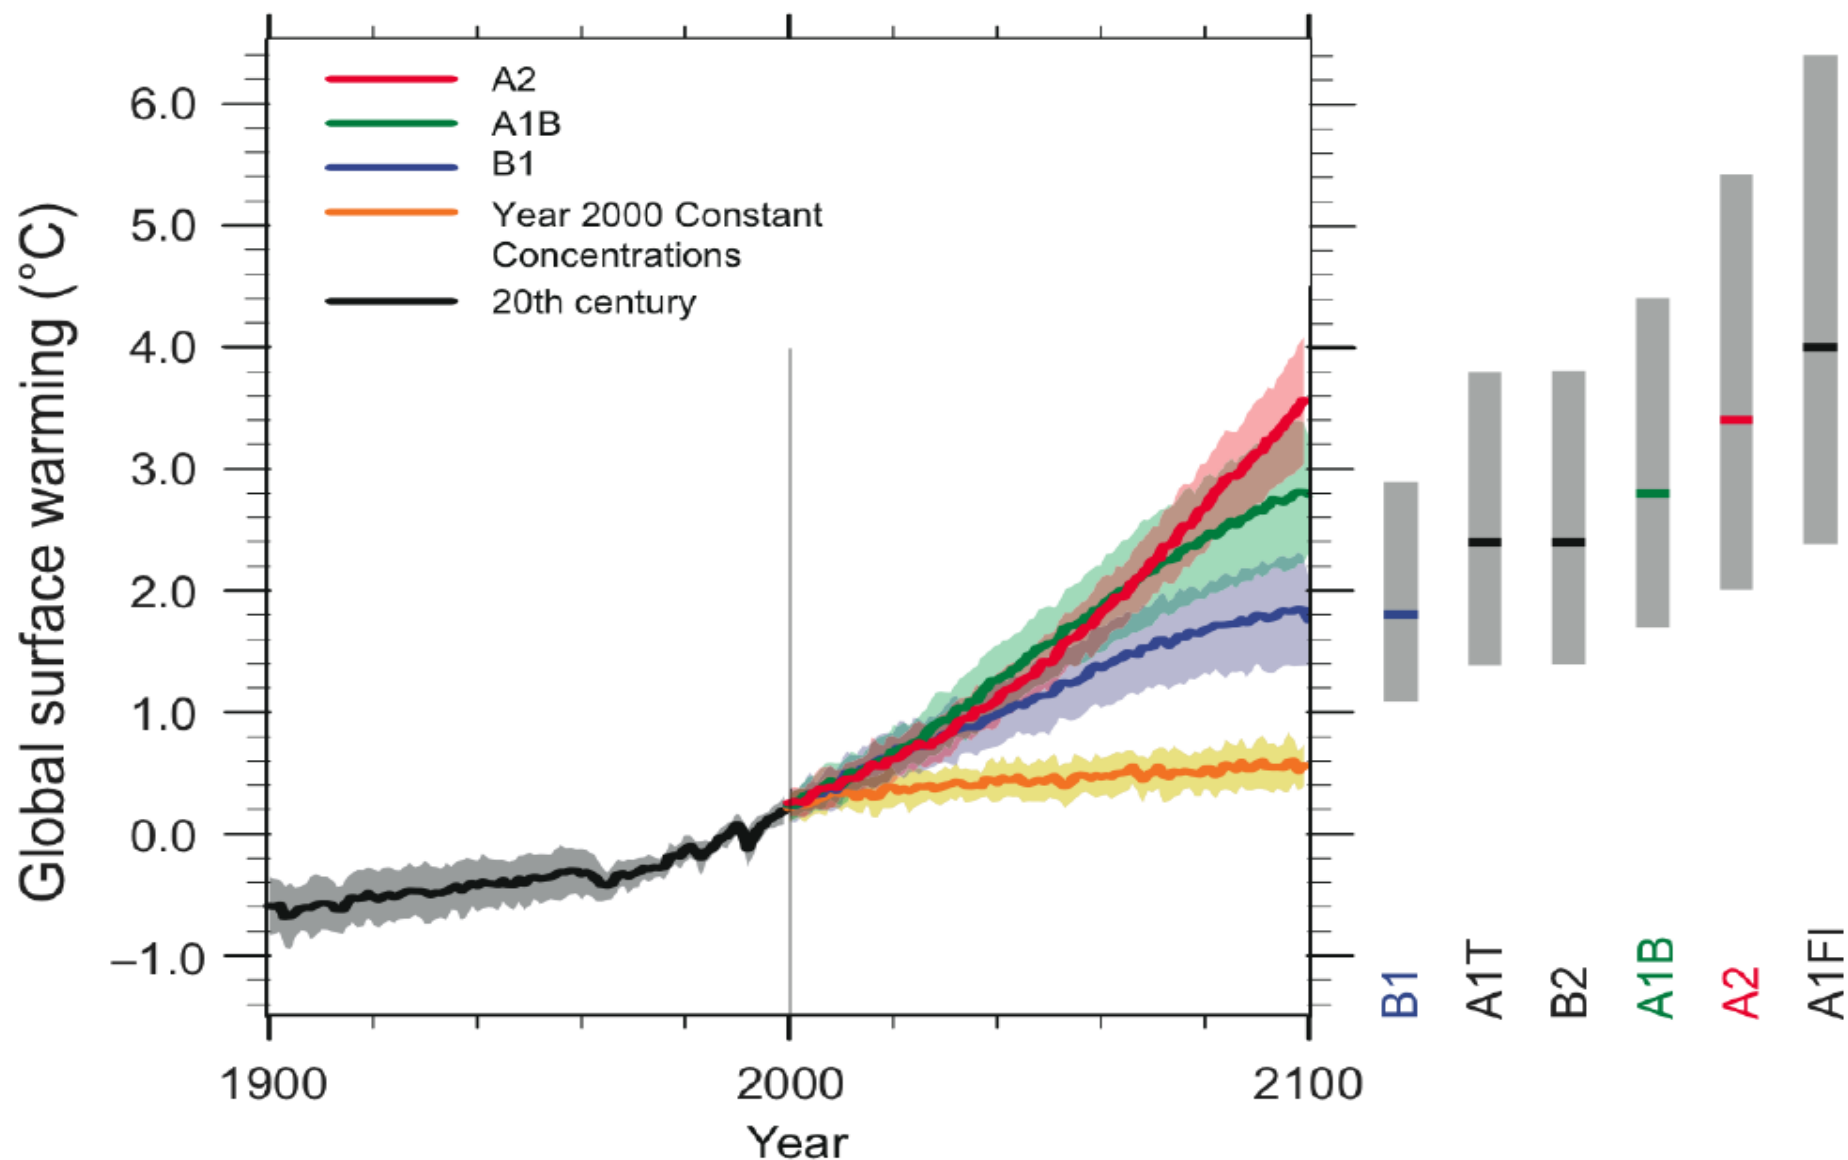 A2
A1B
B1
Year 2000 Constant
Concentrations
20th century
Global surface warming (°C)
6.0
5.0
4.0
3.0
2.0
1.0
0.0
–1.0
1900
2000
2100
Year
B1
A1T
B2
A1B
A2
A1FI